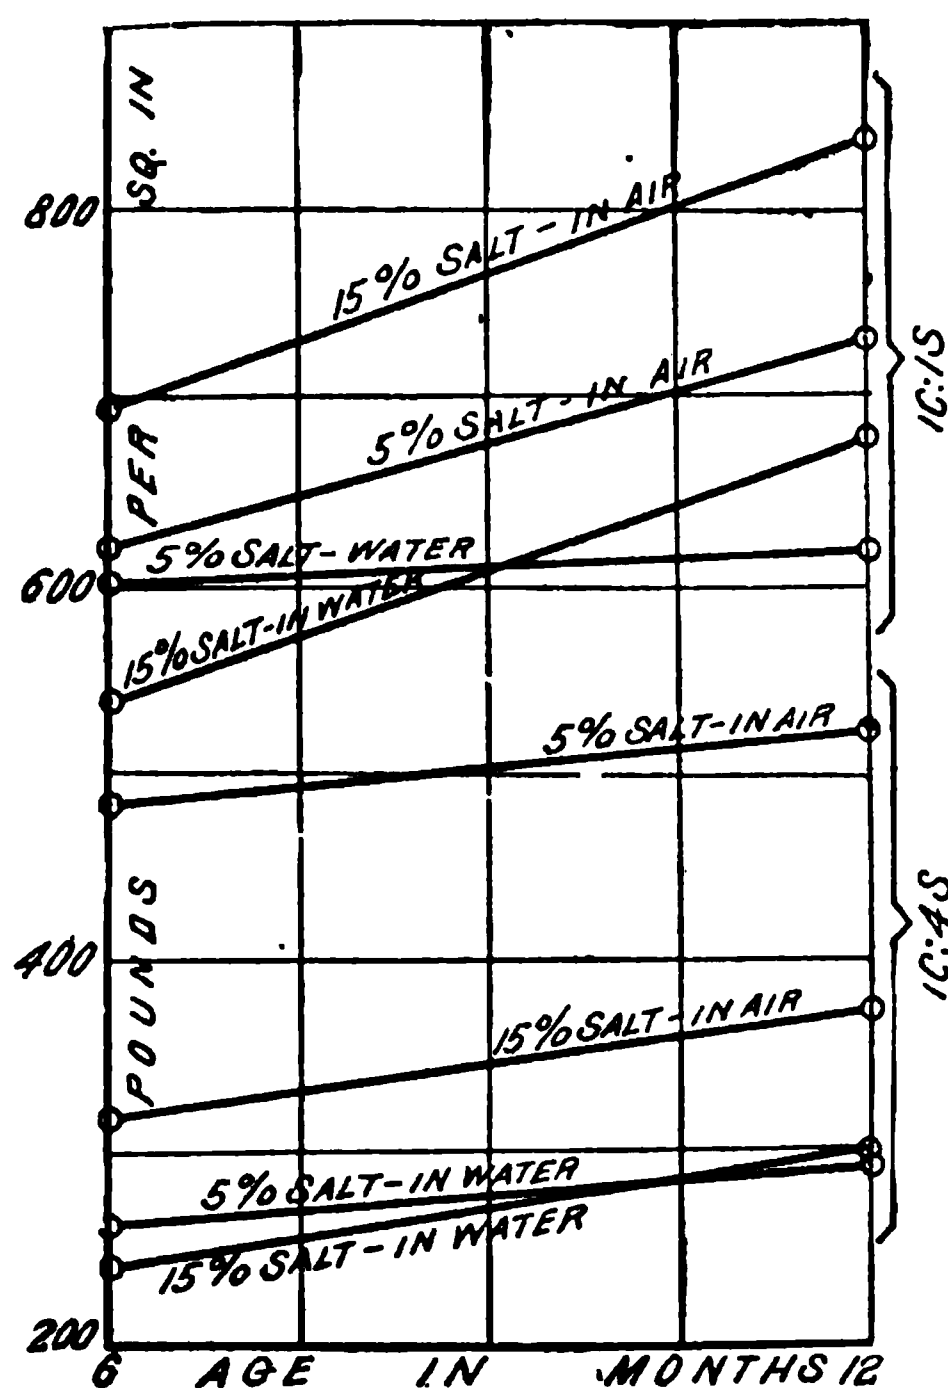 POUNDS PER SQ. IN
800
600
400
200
15% SALT - IN AIR
5% SALT - IN AIR
5% SALT - WATER
15% SALT-IN WATER
1C:1S
5% SALT-IN AIR
15% SALT-IN AIR
5% SALT-IN WATER
15% SALT-IN WATER
1C:4S
6 AGE IN MONTHS 12